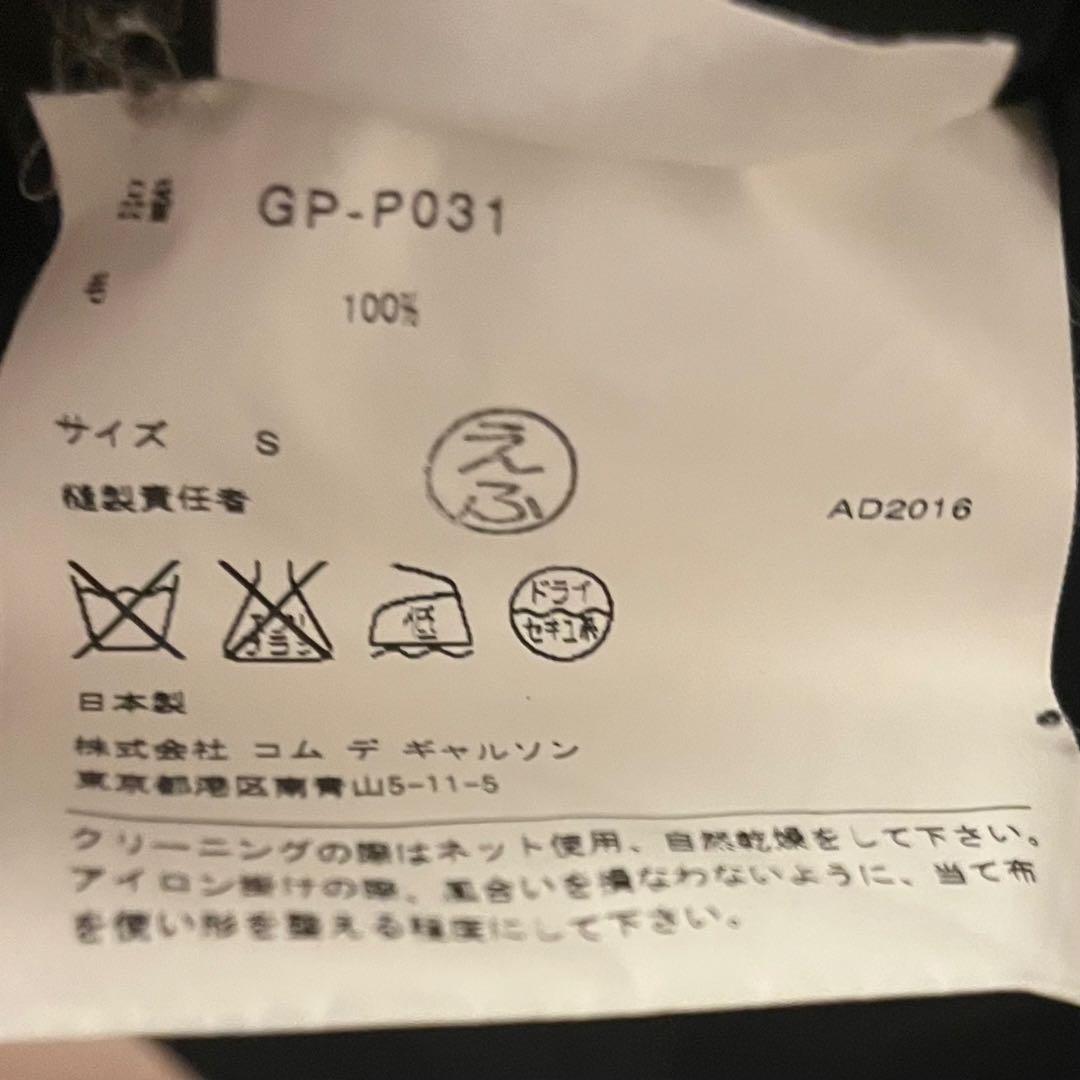 GP-P031
100%
サイズ S
縫製責任者
えふ
AD2016
低
ドライ
セキユ系
日本製
株式会社 コム デ ギャルソン
東京都港区南青山5-11-5
クリーニングの際はネット使用、自然乾燥をして下さい。
アイロン掛けの際、風合いを損なわないように、当て布
を使い形を整える程度にして下さい。